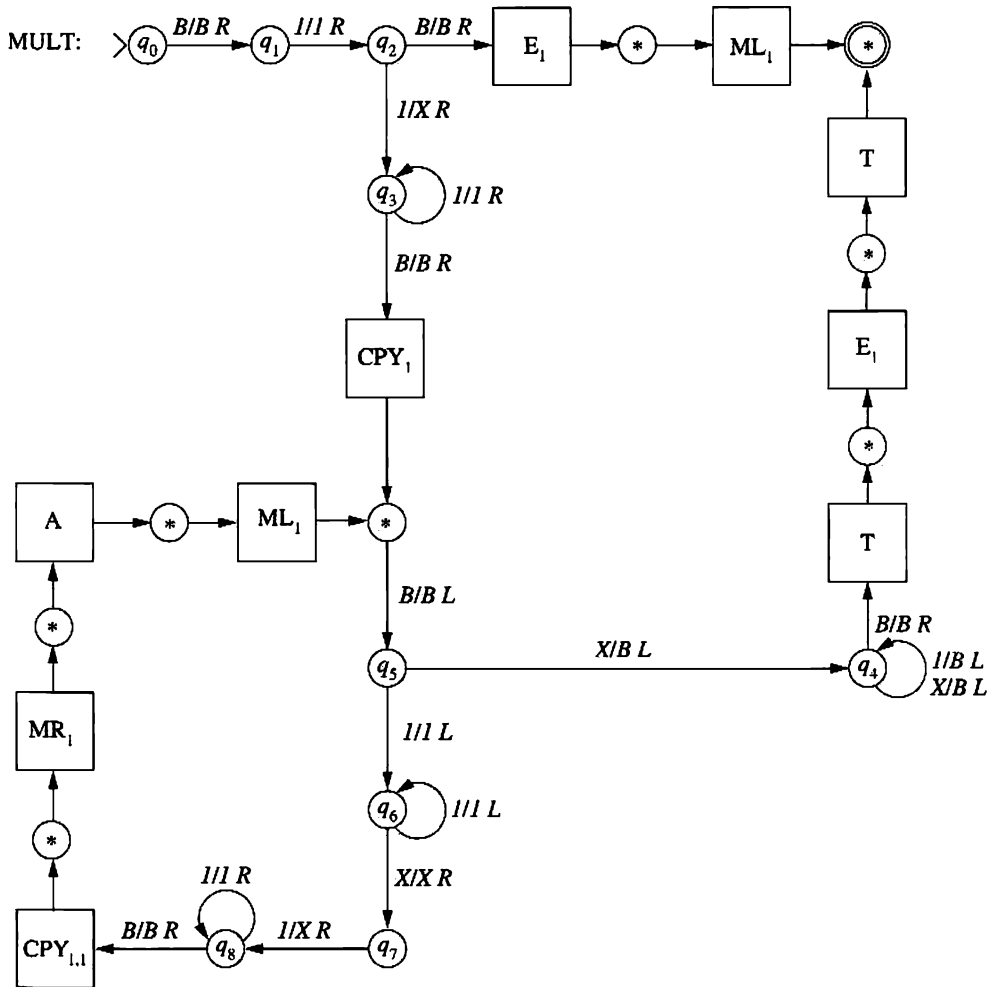 MULT:
q₀ B/B R q₁ 1/1 R q₂ B/B R E₁ * ML₁ *
1/X R
T
q₃ 1/1 R
*
B/B R
CPY₁
E₁
*
A * ML₁ * T
B/B L
*
B/B R
X/B L
q₅ q₄ 1/B L
X/B L
MR₁
1/1 L
q₆ 1/1 L
*
1/1 R
X/X R
CPY₁,₁ B/B R q₈ 1/X R q₇